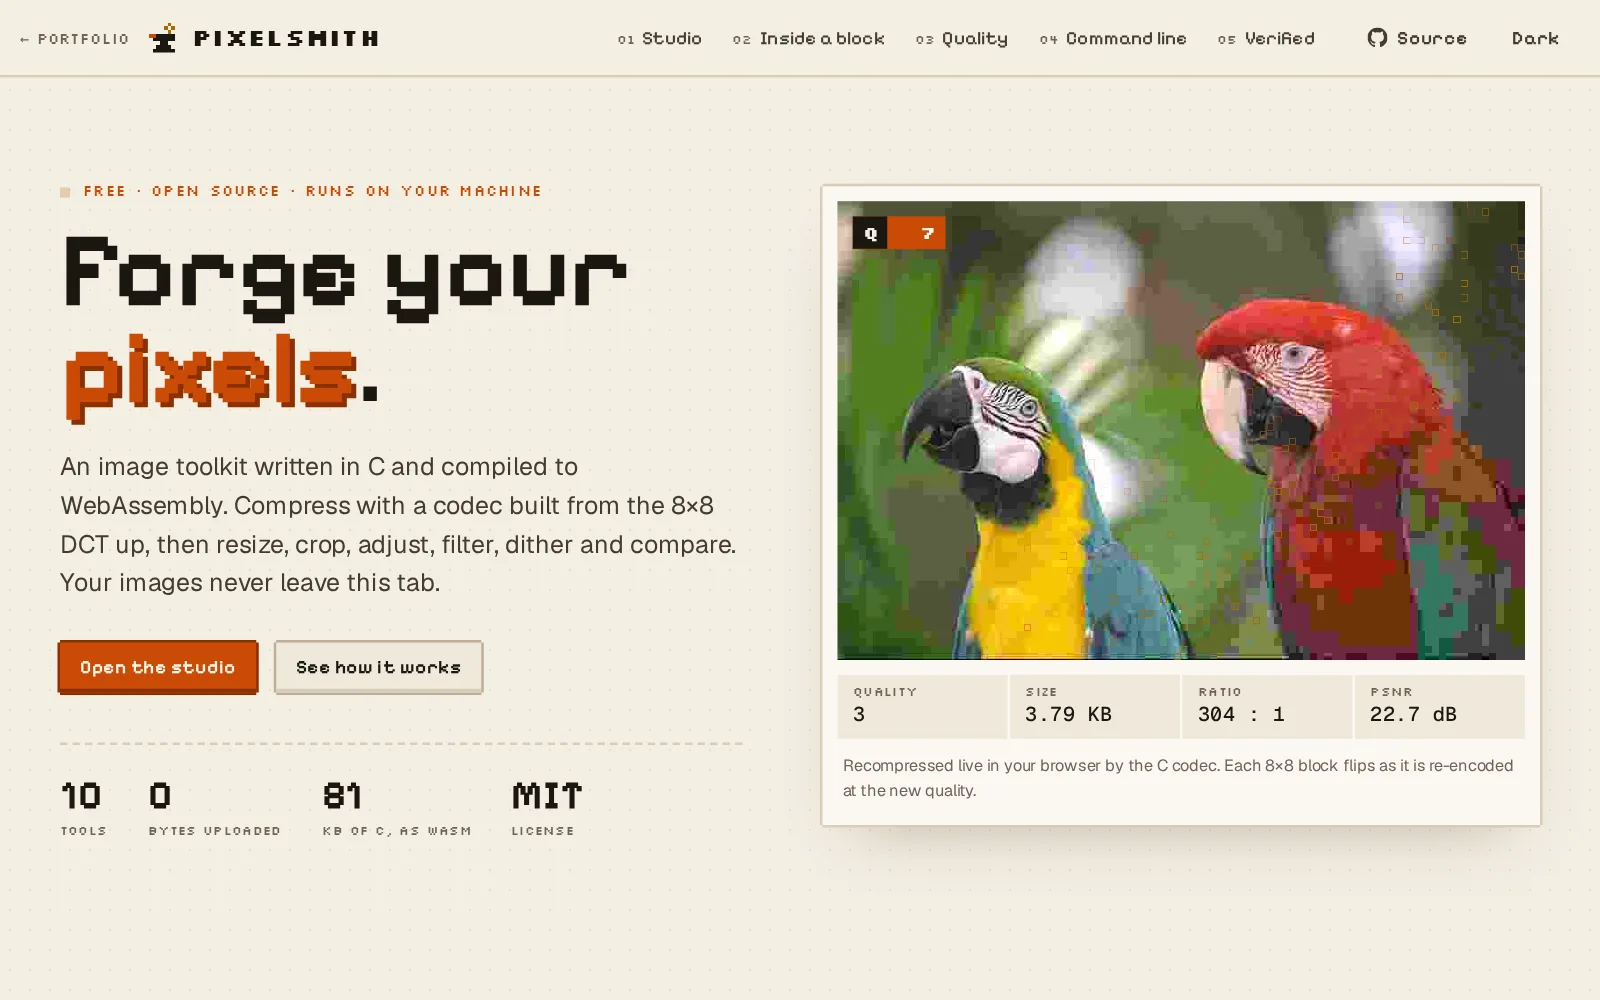 ← PORTFOLIO
PIXELSMITH
01 Studio
02 Inside a block
03 Quality
04 Command line
05 Verified
Source
Dark
FREE · OPEN SOURCE · RUNS ON YOUR MACHINE
Forge your
pixels.
An image toolkit written in C and compiled to
WebAssembly. Compress with a codec built from the 8×8
DCT up, then resize, crop, adjust, filter, dither and compare.
Your images never leave this tab.
Open the studio
See how it works
10
TOOLS
0
BYTES UPLOADED
81
KB OF C, AS WASM
MIT
LICENSE
Q 7
QUALITY
3
SIZE
3.79 KB
RATIO
304 : 1
PSNR
22.7 dB
Recompressed live in your browser by the C codec. Each 8×8 block flips as it is re-encoded
at the new quality.